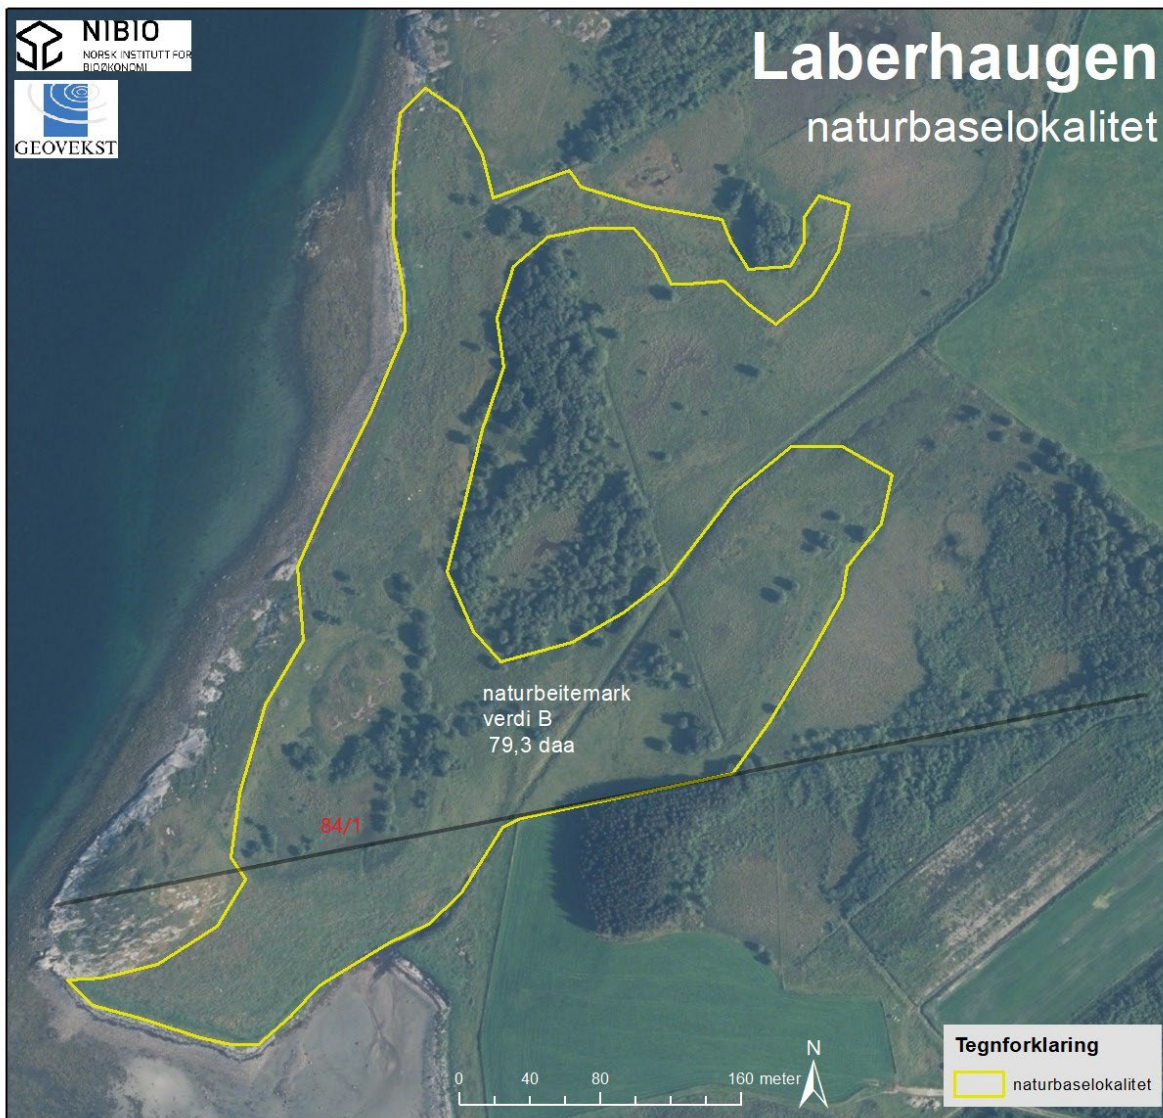 NIBIO
NORSK INSTITUTT FOR
BIOØKONOMI
GEOVEKST
Laberhaugen
naturbaselokalitet
naturbeitemark
verdi B
79,3 daa
84/1
N
0 40 80 160 meter
Tegnforklaring
naturbaselokalitet